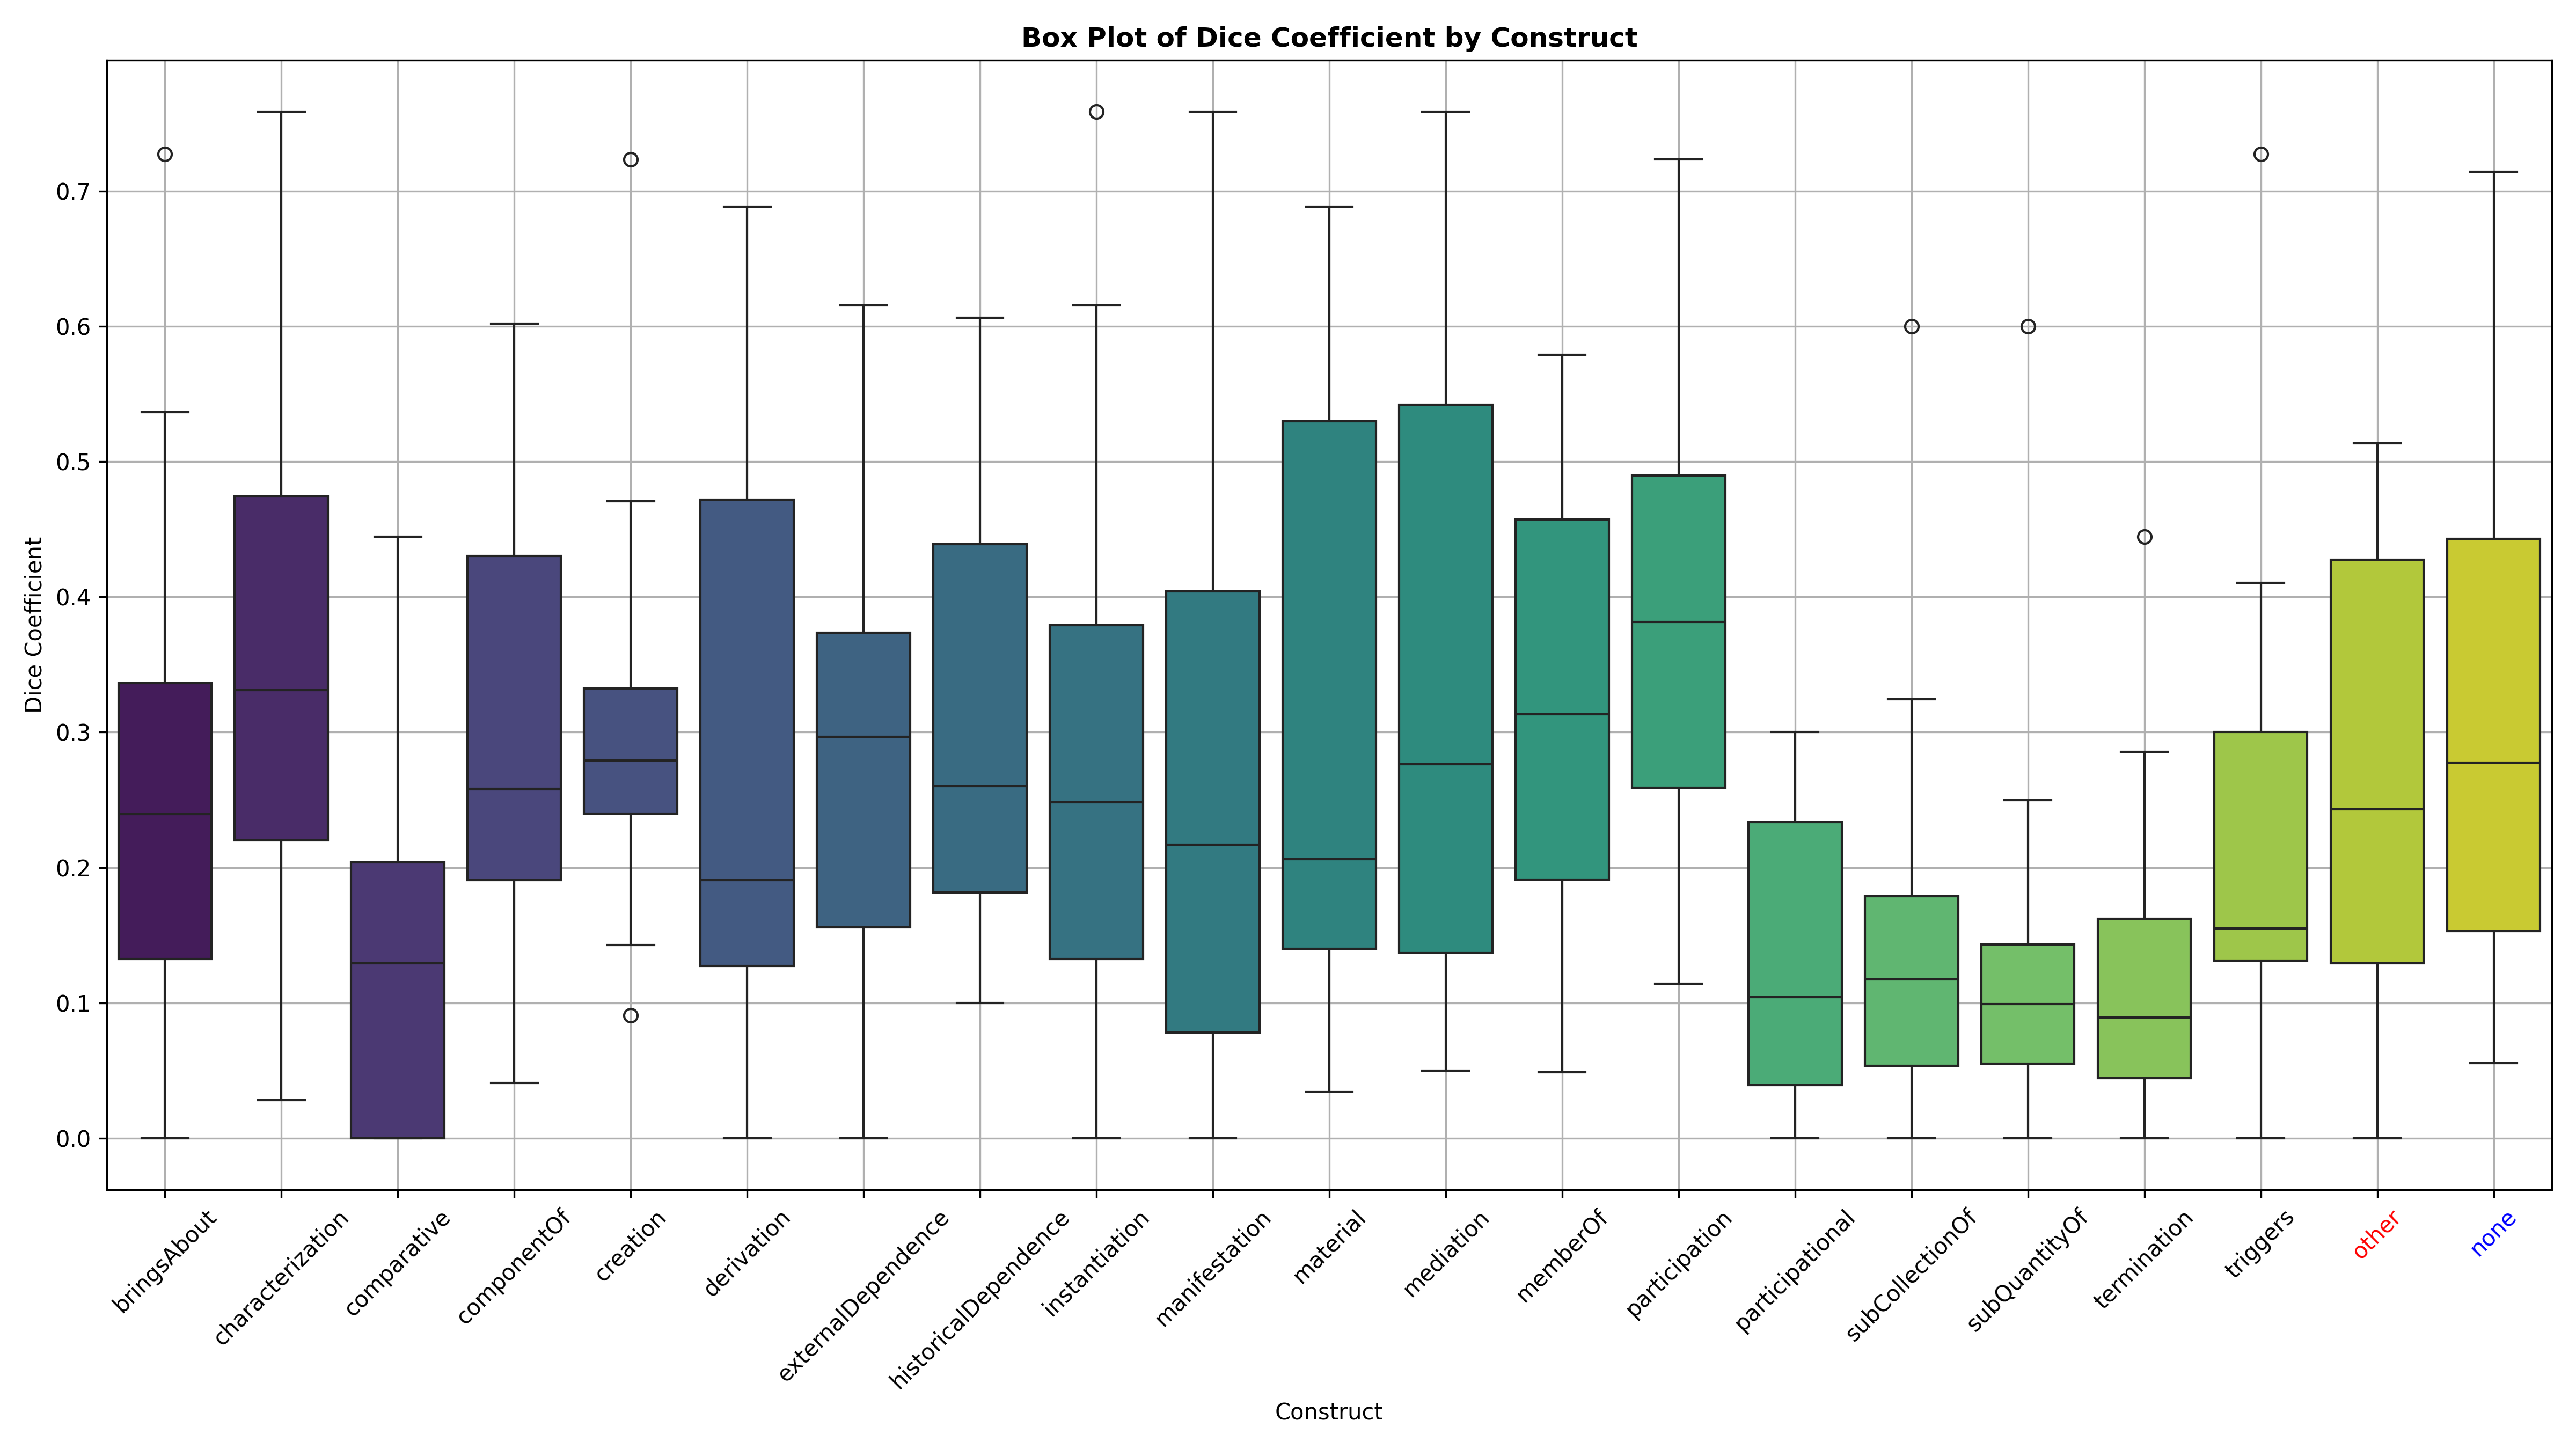 Box Plot of Dice Coefficient by Construct
Dice Coefficient
0.7
0.6
0.5
0.4
0.3
0.2
0.1
0.0
bringsAbout
characterization
comparative
componentOf
creation
derivation
externalDependence
historicalDependence
instantiation
manifestation
material
mediation
memberOf
participation
participational
subCollectionOf
subQuantityOf
termination
triggers
other
none
Construct